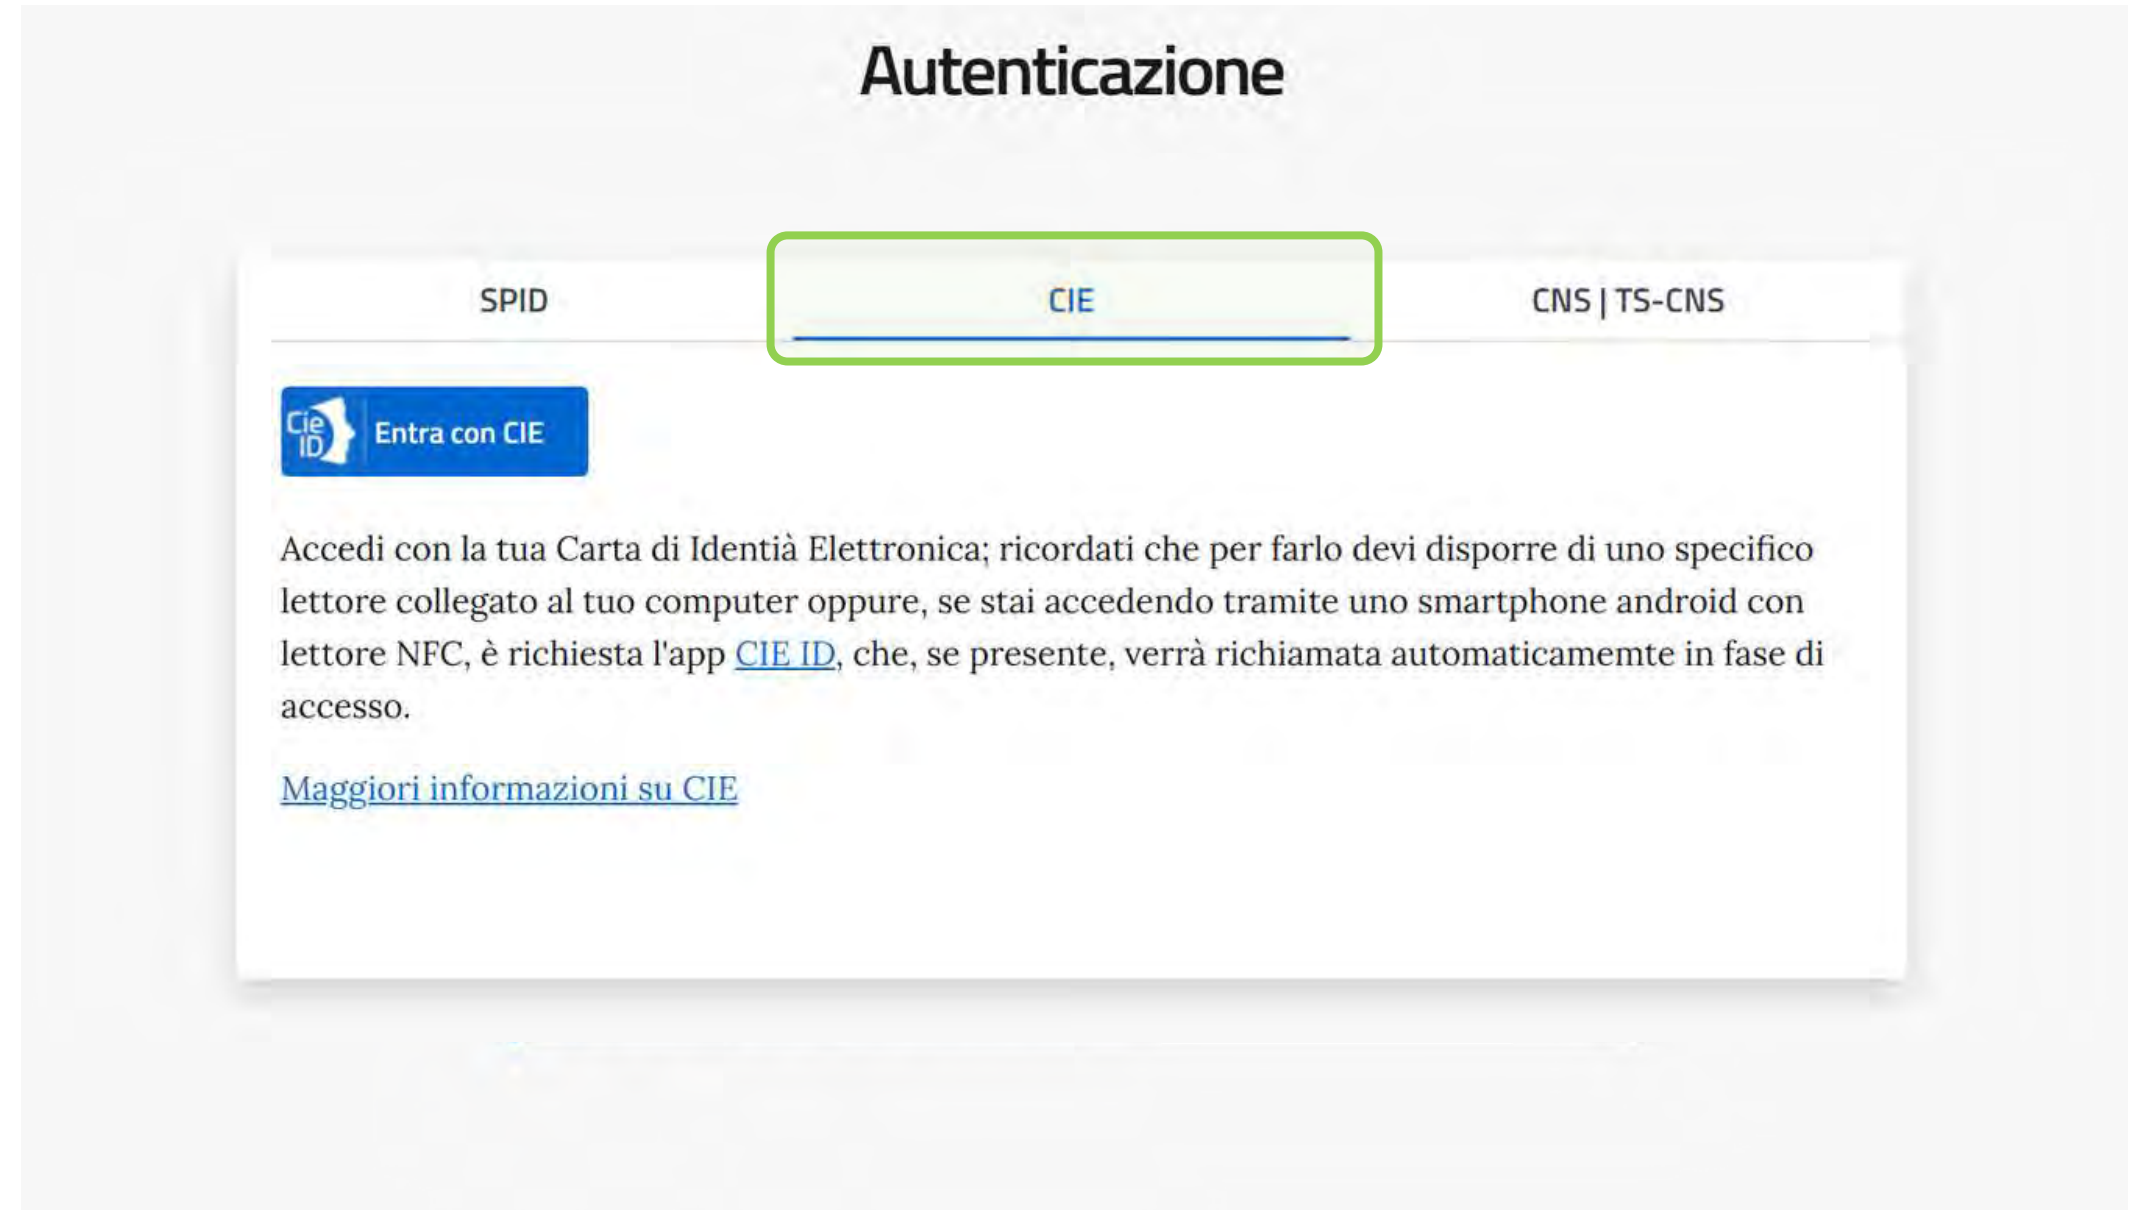 Autenticazione
SPID
CIE
CNS | TS-CNS
Cie
ID
Entra con CIE
Accedi con la tua Carta di Identià Elettronica; ricordati che per farlo devi disporre di uno specifico
lettore collegato al tuo computer oppure, se stai accedendo tramite uno smartphone android con
lettore NFC, è richiesta l'app CIE ID, che, se presente, verrà richiamata automaticamemte in fase di
accesso.
Maggiori informazioni su CIE